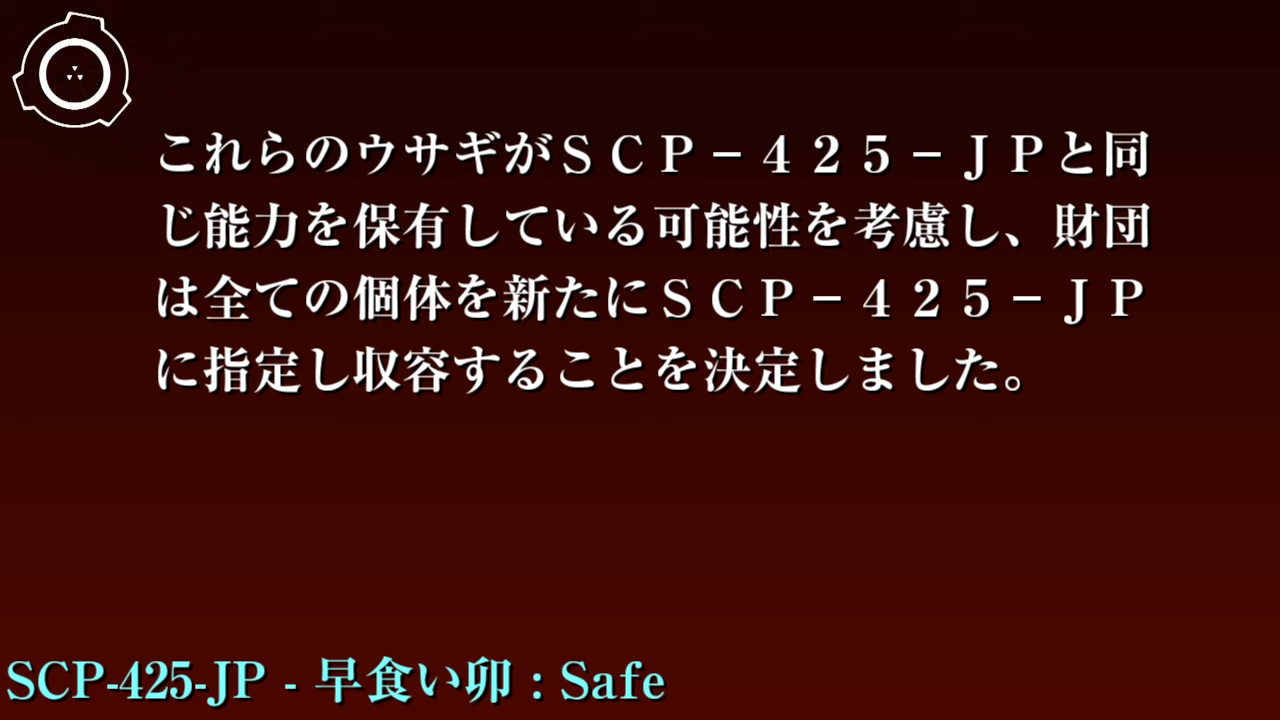 これらのウサギがＳＣＰ－４２５－ＪＰと同
じ能力を保有している可能性を考慮し、財団
は全ての個体を新たにＳＣＰ－４２５－ＪＰ
に指定し収容することを決定しました。
SCP-425-JP - 早食い卯 : Safe